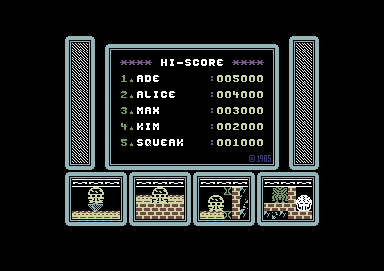 **** HI-SCORE ****
1.ADE :005000
2.ALICE :004000
3.MAX :003000
4.KIM :002000
5.SQUEAK :001000
©1985